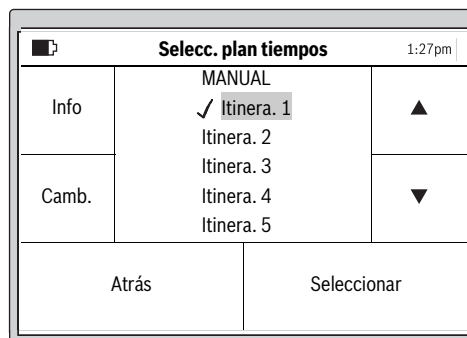 Selecc. plan tiempos 1:27pm
MANUAL
Info
✓ Itinera. 1
▲
Itinera. 2
Itinera. 3
Camb.
Itinera. 4
▼
Itinera. 5
Atrás
Seleccionar